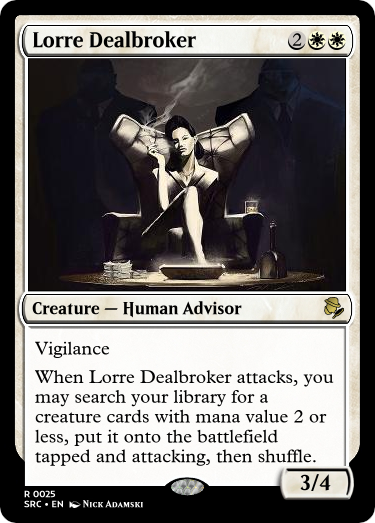 Lorre Dealbroker 2
Creature — Human Advisor
Vigilance
When Lorre Dealbroker attacks, you
may search your library for a
creature cards with mana value 2 or
less, put it onto the battlefield
tapped and attacking, then shuffle.
3/4
R 0025
SRC • EN Nick Adamski